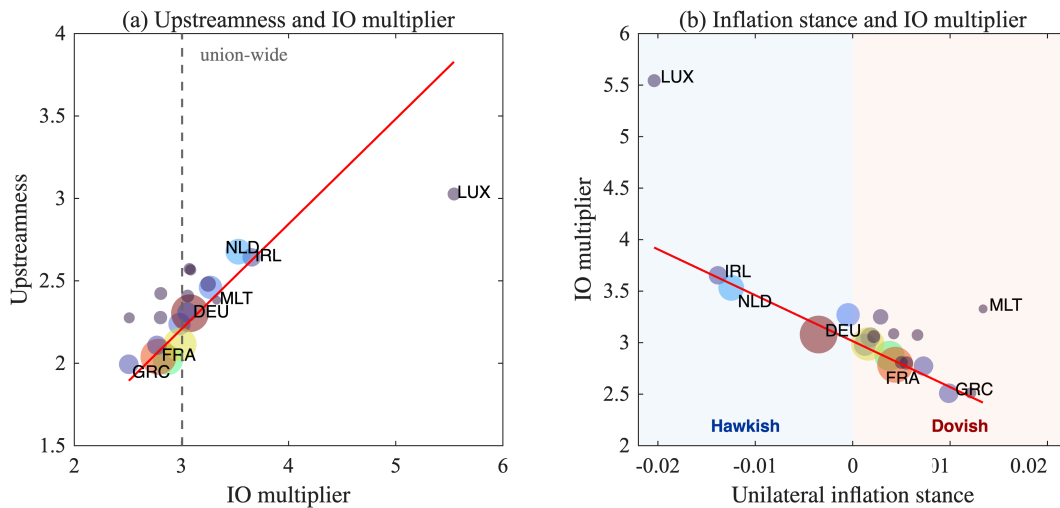 (a) Upstreamness and IO multiplier
4
3.5
3
2.5
2
1.5
Upstreamness
union-wide
LUX
NLD
IRL
MLT
DEU
FRA
GRC
2
3
4
5
6
IO multiplier
(b) Inflation stance and IO multiplier
6
5.5
5
4.5
4
3.5
3
2.5
2
IO multiplier
LUX
IRL
NLD
MLT
DEU
FRA
GRC
Hawkish
Dovish
-0.02
-0.01
0
01
0.02
Unilateral inflation stance